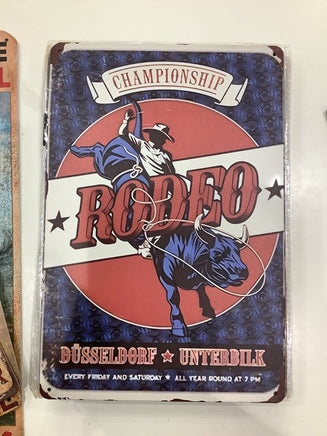 CHAMPIONSHIP
RODEO
DÜSSELDORF ★ UNTERBILK
EVERY FRIDAY AND SATURDAY ★ ALL YEAR ROUND AT 7 PM